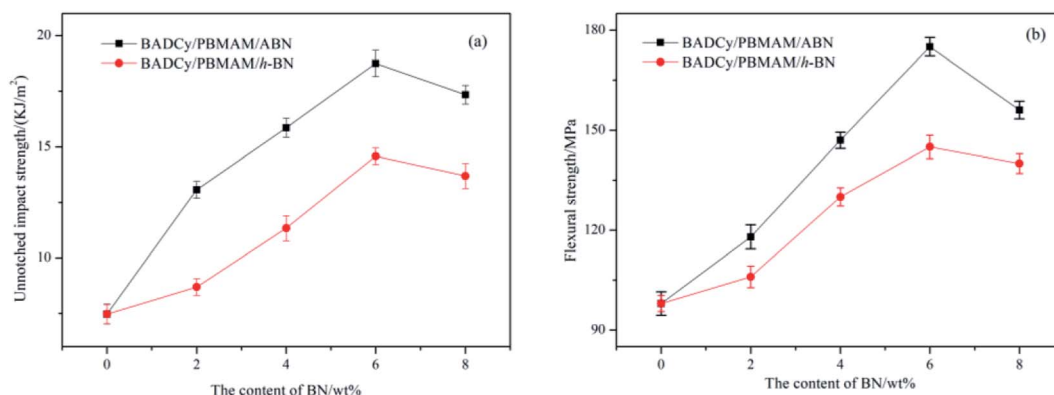 20
15
10
Unnotched impact strength/(KJ/m²)
BADCy/PBMAM/ABN
BADCy/PBMAM/h-BN
(a)
0 2 4 6 8
The content of BN/wt%
180
150
120
90
Flexural strength/MPa
BADCy/PBMAM/ABN
BADCy/PBMAM/h-BN
(b)
0 2 4 6 8
The content of BN/wt%